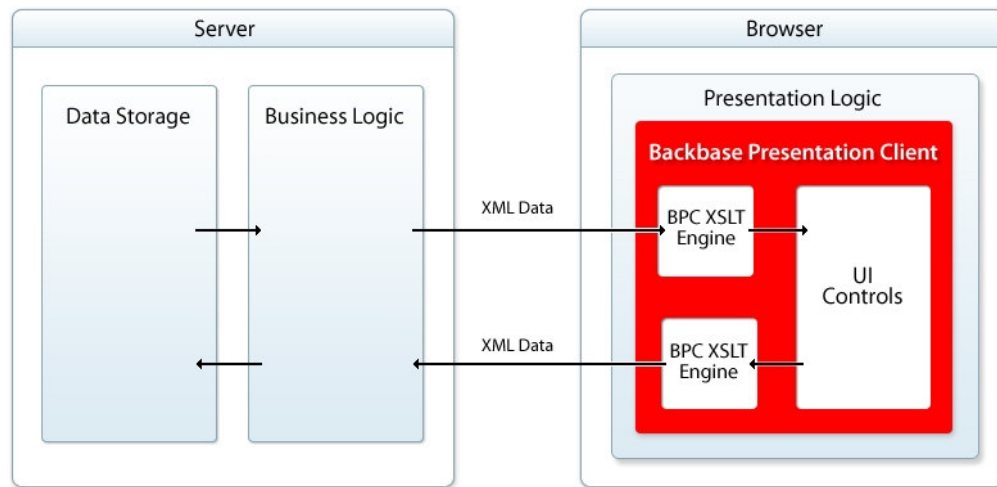 Server
Browser
Data Storage
Business Logic
Presentation Logic
Backbase Presentation Client
XML Data
BPC XSLT
Engine
UI
Controls
XML Data
BPC XSLT
Engine